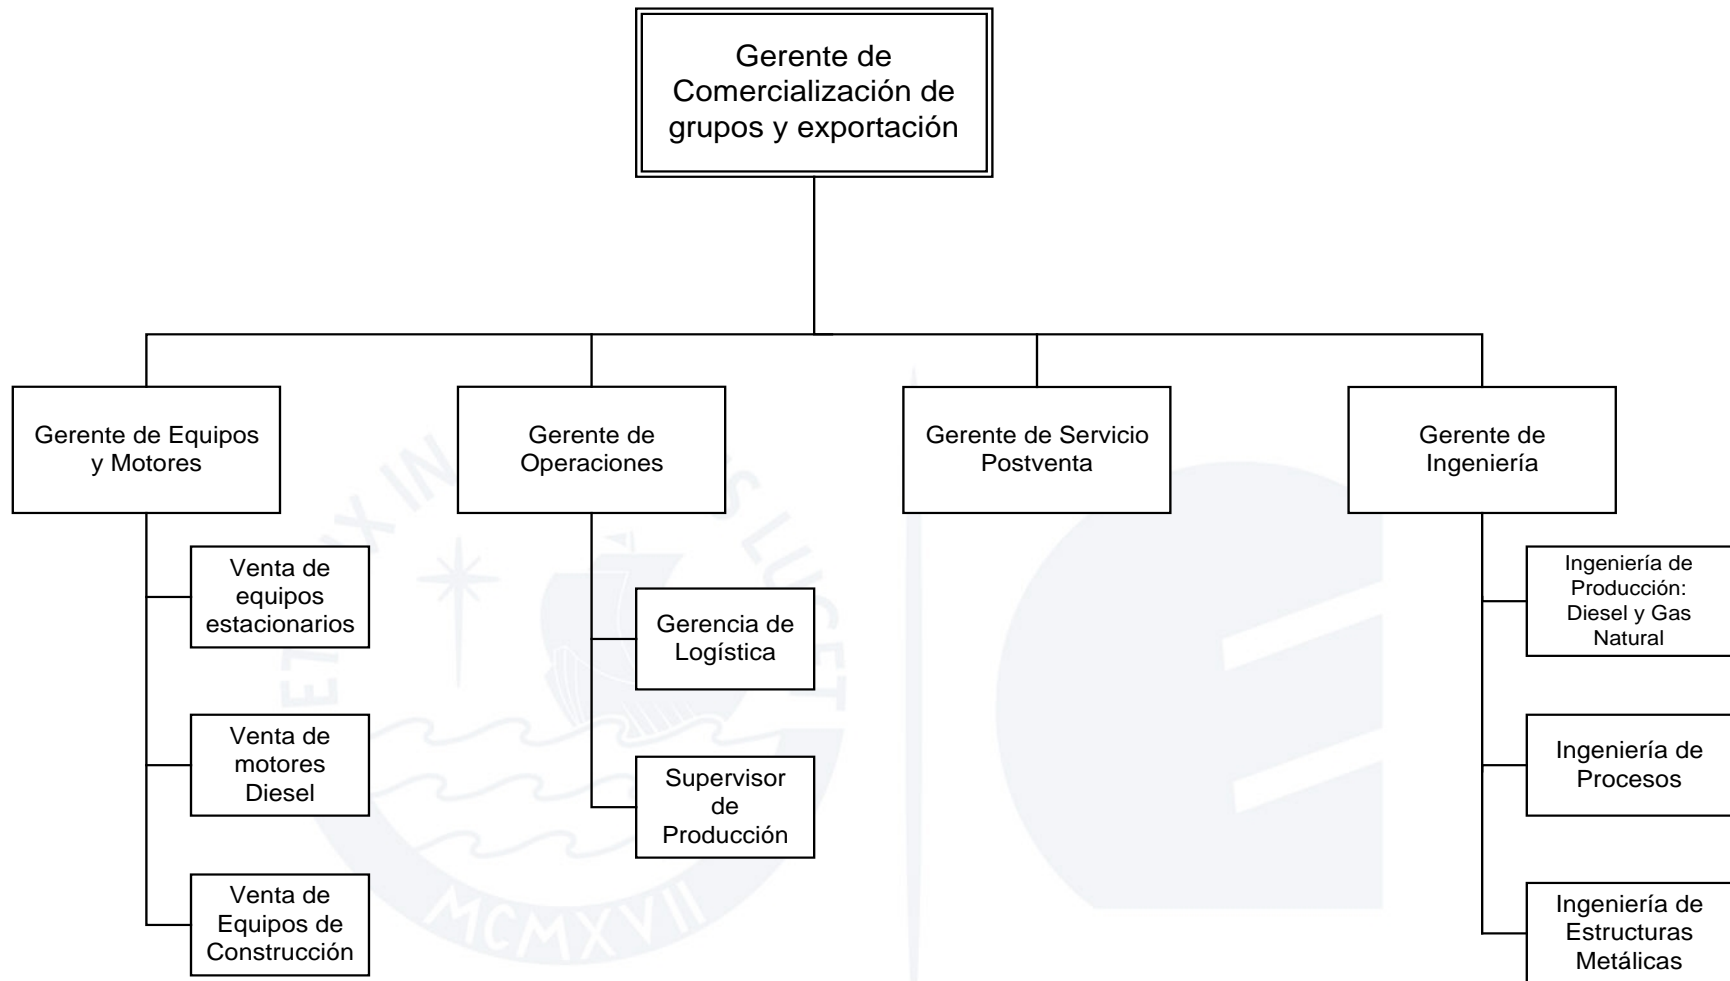 Gerente de
Comercialización de
grupos y exportación
Gerente de Equipos
y Motores
Gerente de
Operaciones
Gerente de Servicio
Postventa
Gerente de
Ingeniería
Venta de
equipos
estacionarios
Venta de
motores
Diesel
Venta de
Equipos de
Construcción
Gerencia de
Logística
Supervisor
de
Producción
Ingeniería de
Producción:
Diesel y Gas
Natural
Ingeniería de
Procesos
Ingeniería de
Estructuras
Metálicas
MCMXVII